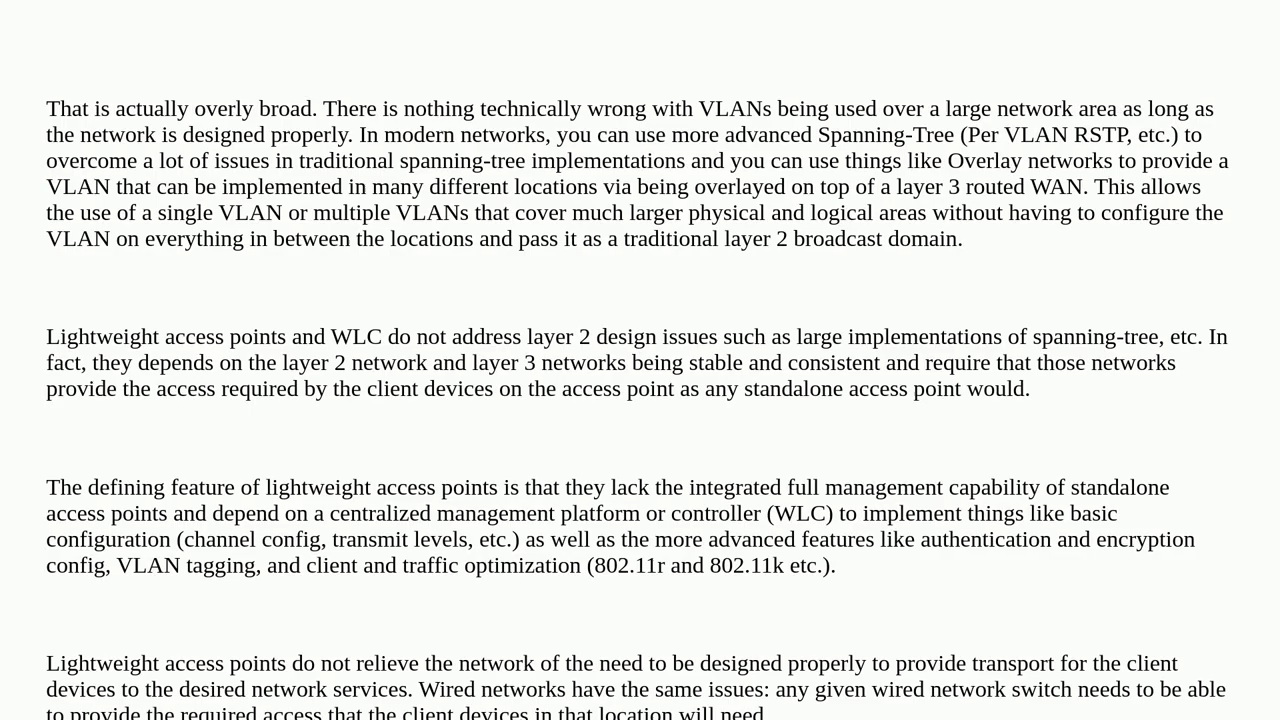 That is actually overly broad. There is nothing technically wrong with VLANs being used over a large network area as long as
the network is designed properly. In modern networks, you can use more advanced Spanning-Tree (Per VLAN RSTP, etc.) to
overcome a lot of issues in traditional spanning-tree implementations and you can use things like Overlay networks to provide a
VLAN that can be implemented in many different locations via being overlayed on top of a layer 3 routed WAN. This allows
the use of a single VLAN or multiple VLANs that cover much larger physical and logical areas without having to configure the
VLAN on everything in between the locations and pass it as a traditional layer 2 broadcast domain.
Lightweight access points and WLC do not address layer 2 design issues such as large implementations of spanning-tree, etc. In
fact, they depends on the layer 2 network and layer 3 networks being stable and consistent and require that those networks
provide the access required by the client devices on the access point as any standalone access point would.
The defining feature of lightweight access points is that they lack the integrated full management capability of standalone
access points and depend on a centralized management platform or controller (WLC) to implement things like basic
configuration (channel config, transmit levels, etc.) as well as the more advanced features like authentication and encryption
config, VLAN tagging, and client and traffic optimization (802.11r and 802.11k etc.).
Lightweight access points do not relieve the network of the need to be designed properly to provide transport for the client
devices to the desired network services. Wired networks have the same issues: any given wired network switch needs to be able
to provide the required access that the client devices in that location will need.